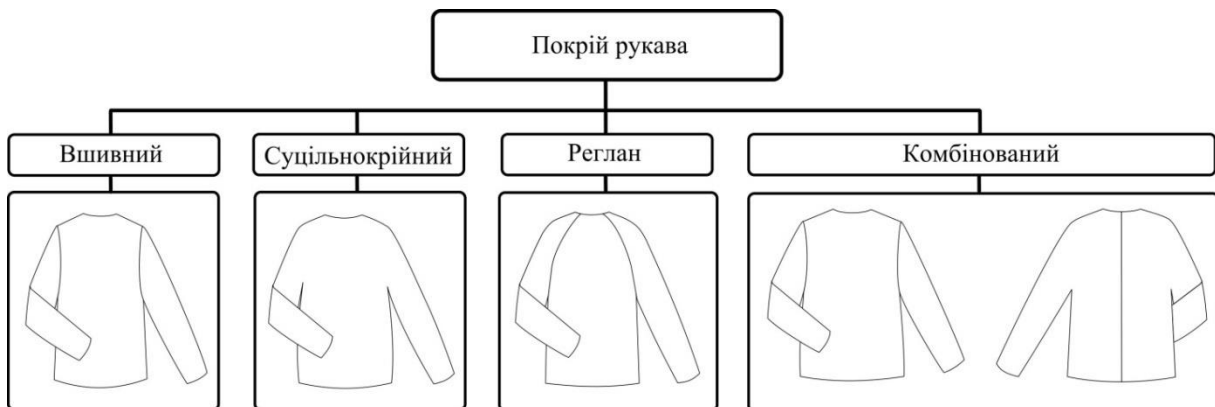 Покрій рукава
Вшивний
Суцільнокрійний
Реглан
Комбінований